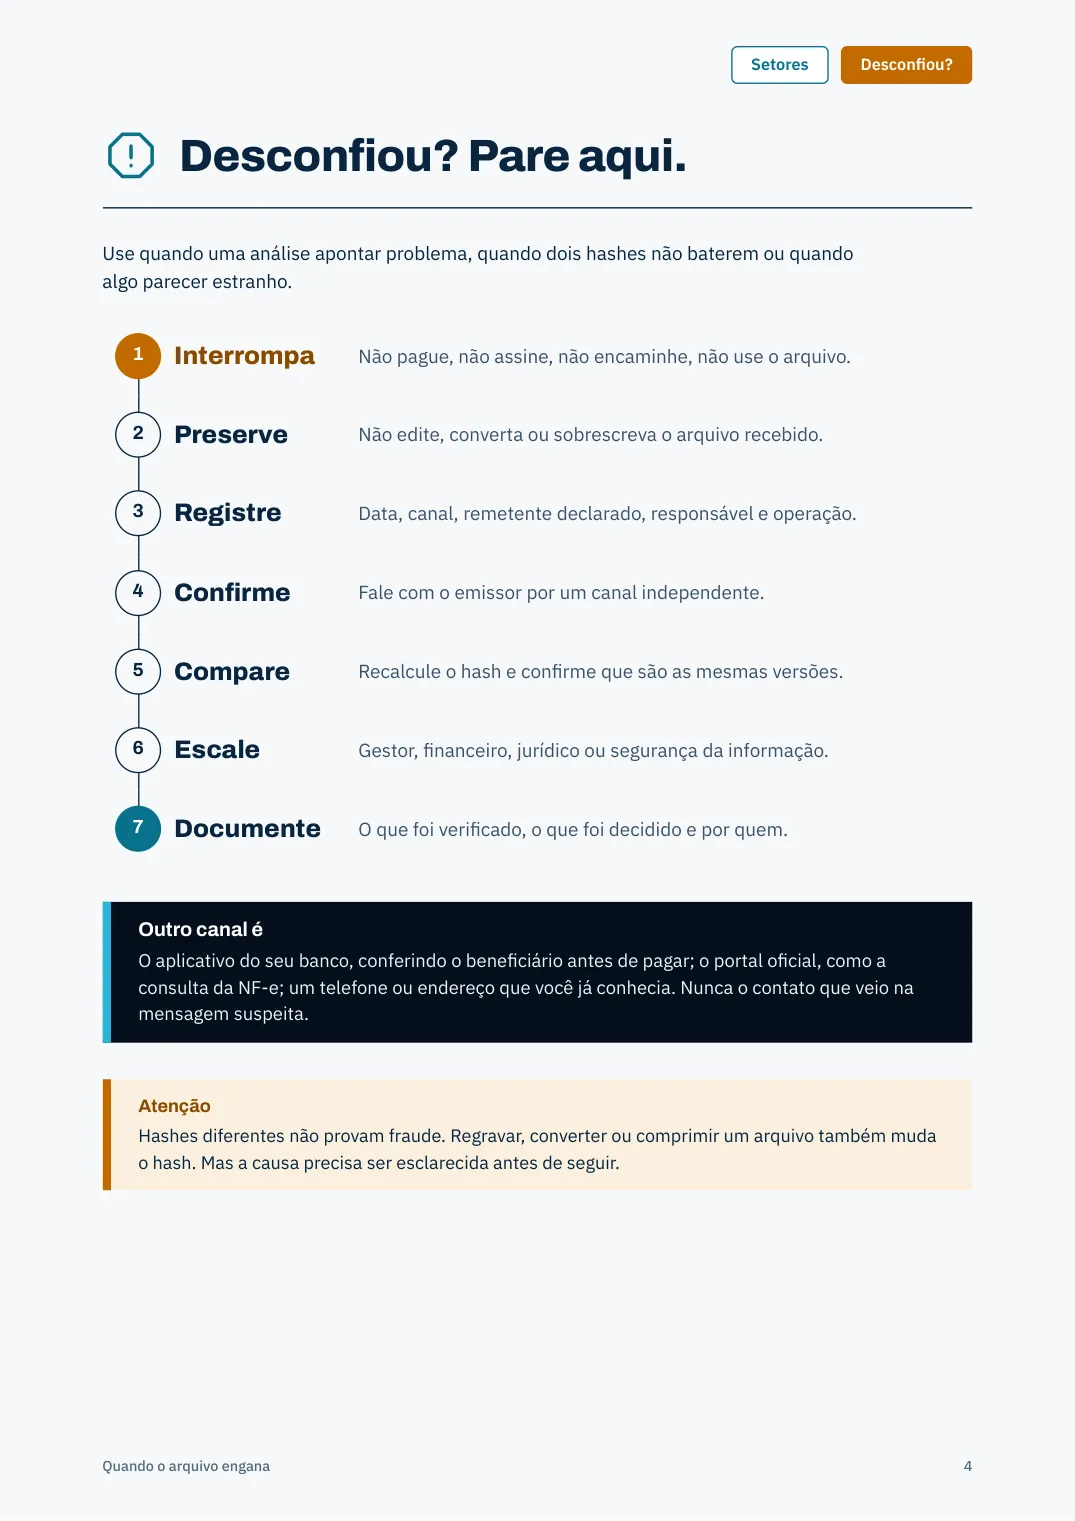 Setores
Desconfiou?
Desconfiou? Pare aqui.
Use quando uma análise apontar problema, quando dois hashes não baterem ou quando
algo parecer estranho.
1 Interrompa Não pague, não assine, não encaminhe, não use o arquivo.
2 Preserve Não edite, converta ou sobrescreva o arquivo recebido.
3 Registre Data, canal, remetente declarado, responsável e operação.
4 Confirme Fale com o emissor por um canal independente.
5 Compare Recalcule o hash e confirme que são as mesmas versões.
6 Escale Gestor, financeiro, jurídico ou segurança da informação.
7 Documente O que foi verificado, o que foi decidido e por quem.
Outro canal é
O aplicativo do seu banco, conferindo o beneficiário antes de pagar; o portal oficial, como a
consulta da NF-e; um telefone ou endereço que você já conhecia. Nunca o contato que veio na
mensagem suspeita.
Atenção
Hashes diferentes não provam fraude. Regravar, converter ou comprimir um arquivo também muda
o hash. Mas a causa precisa ser esclarecida antes de seguir.
Quando o arquivo engana 4